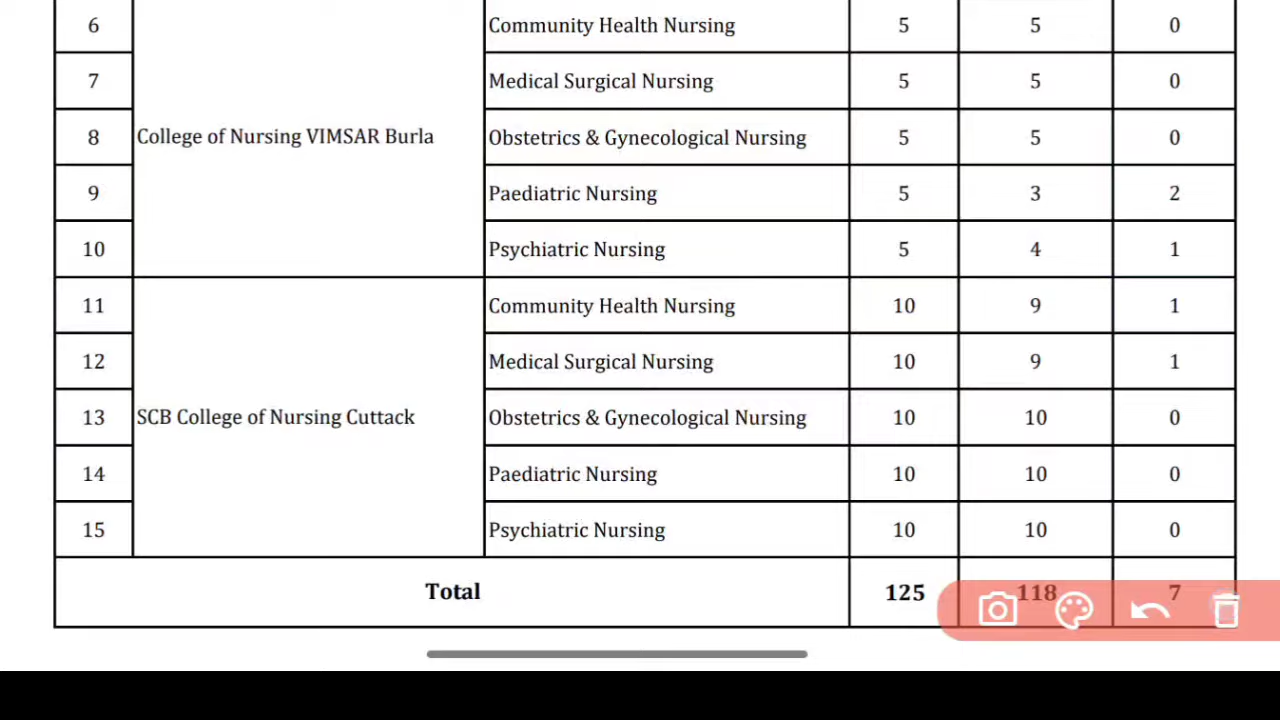 6 Community Health Nursing 5 5 0
7 Medical Surgical Nursing 5 5 0
8 College of Nursing VIMSAR Burla Obstetrics & Gynecological Nursing 5 5 0
9 Paediatric Nursing 5 3 2
10 Psychiatric Nursing 5 4 1
11 Community Health Nursing 10 9 1
12 Medical Surgical Nursing 10 9 1
13 SCB College of Nursing Cuttack Obstetrics & Gynecological Nursing 10 10 0
14 Paediatric Nursing 10 10 0
15 Psychiatric Nursing 10 10 0
Total 125 118 7